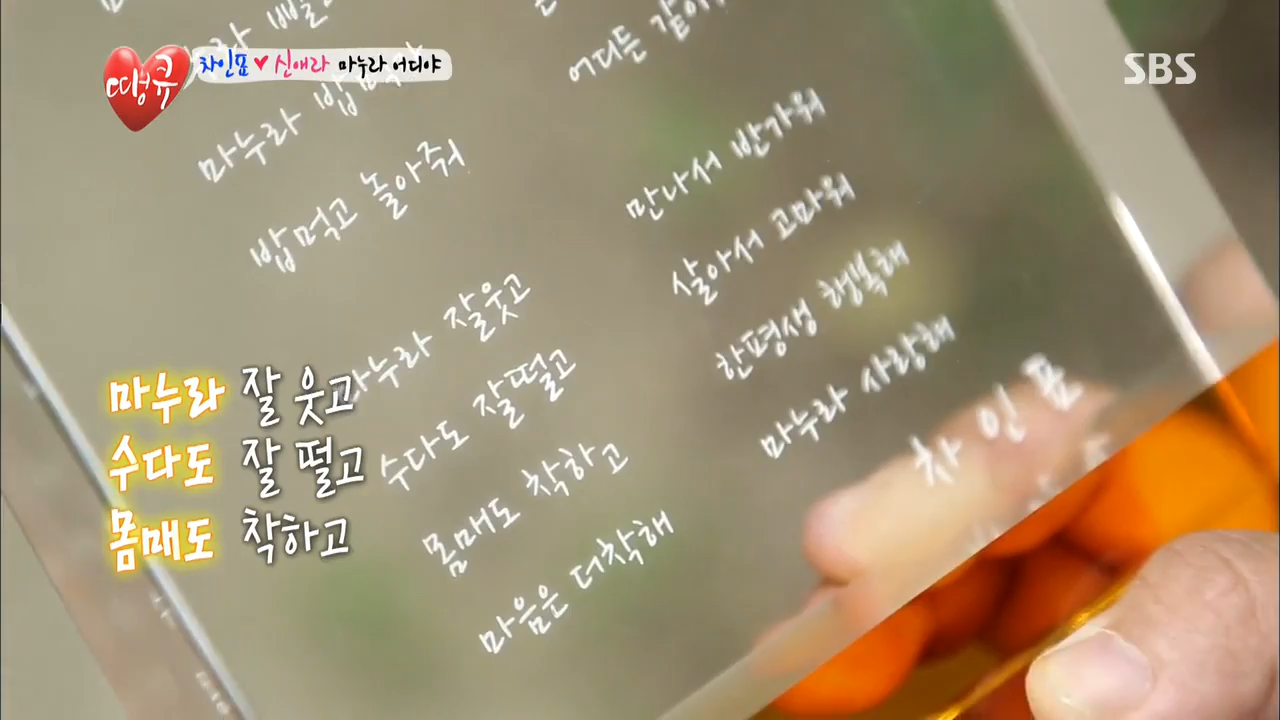 땡큐
차인표♥신애라 마누라 어디야
SBS
마누라
밥먹고 놀아줘
마누라 잘웃고
수다도 잘떨고
몸매도 착하고
마음은 더착해
어디든
만나서 반가워
살아서 고마워
한평생 행복해
마누라 사랑해
차인표
마누라 잘 웃고
수다도 잘 떨고
몸매도 착하고